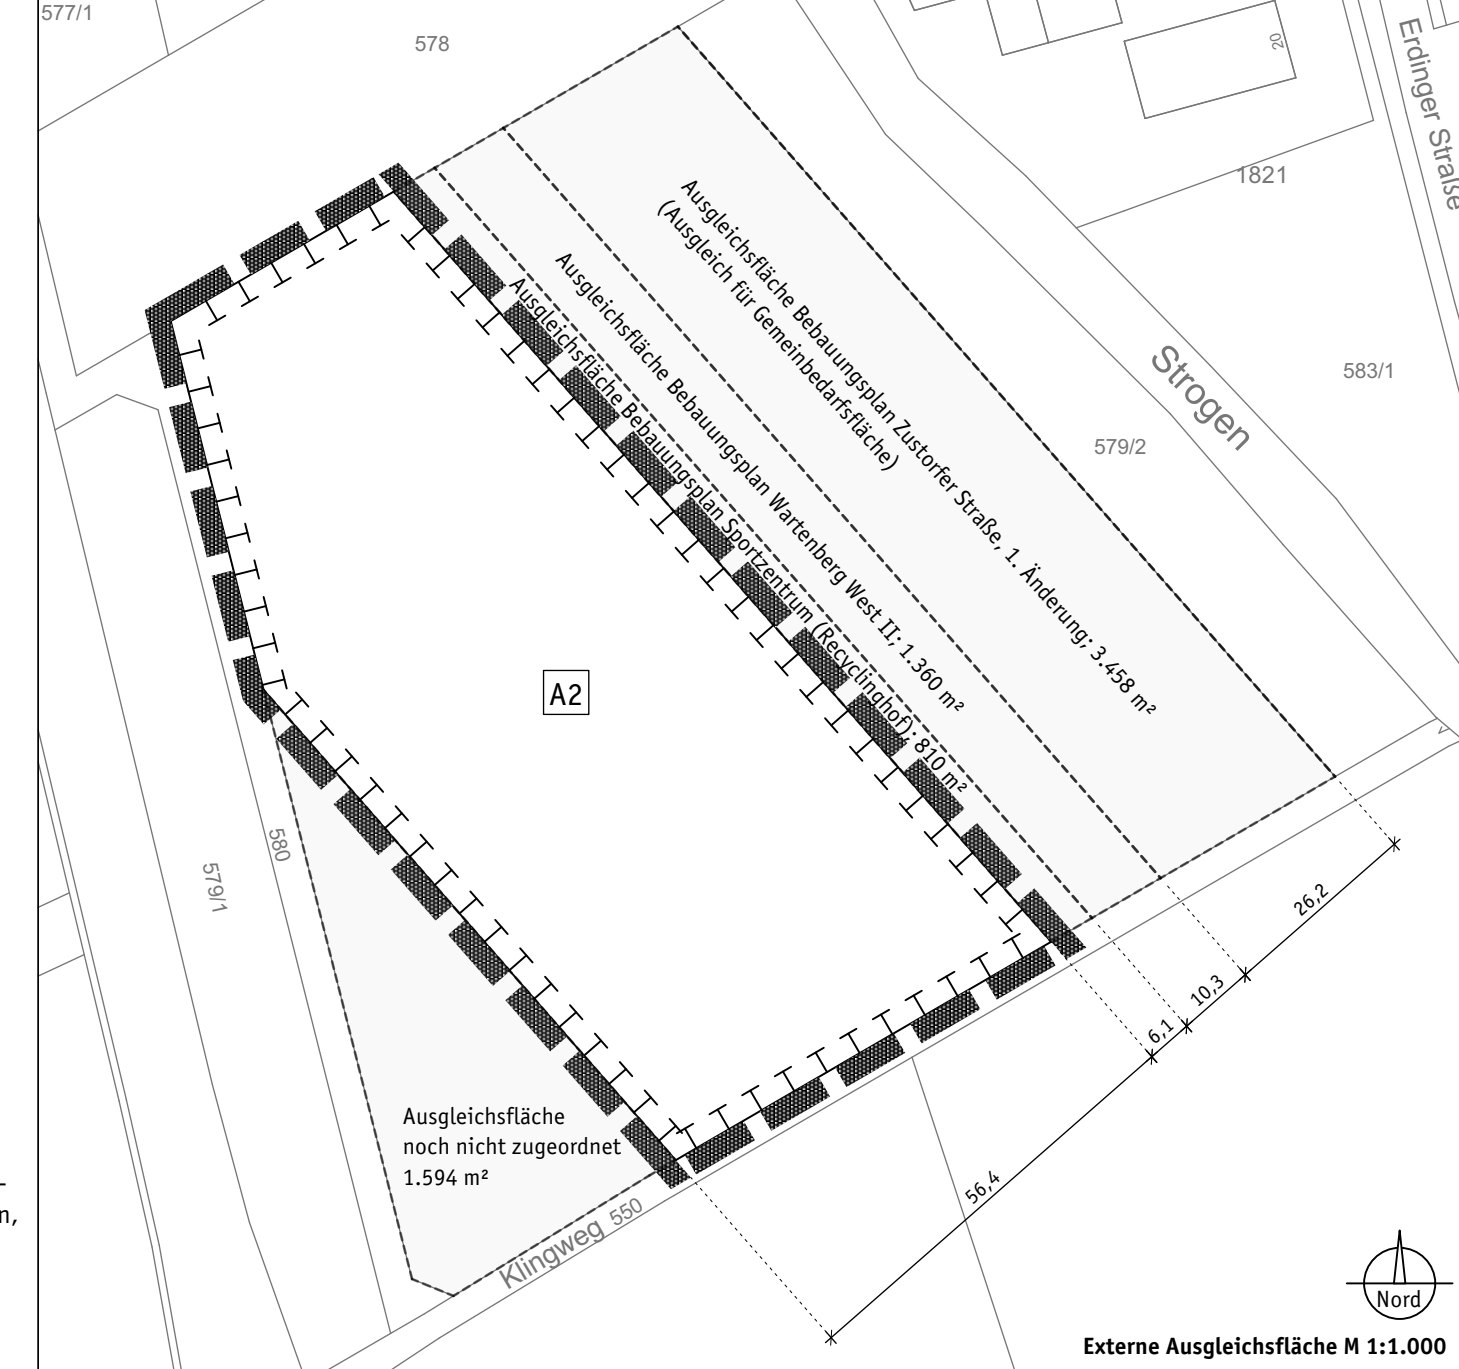 577/1
578
20
Erdinger Straße
1821
Ausgleichsfläche Bebauungsplan Zustorfer Straße, 1. Änderung; 3.458 m²
(Ausgleich für Gemeinbedarfsfläche)
Ausgleichsfläche Bebauungsplan Wartenberg West II; 1.360 m²
Ausgleichsfläche Bebauungsplan Sportzentrum (Recyclinghof); 810 m²
Strogen
583/1
579/2
A2
580
579/1
26,2
10,3
6,1
56,4
Ausgleichsfläche
noch nicht zugeordnet
1.594 m²
n,
Klingweg 550
Nord
Externe Ausgleichsfläche M 1:1.000